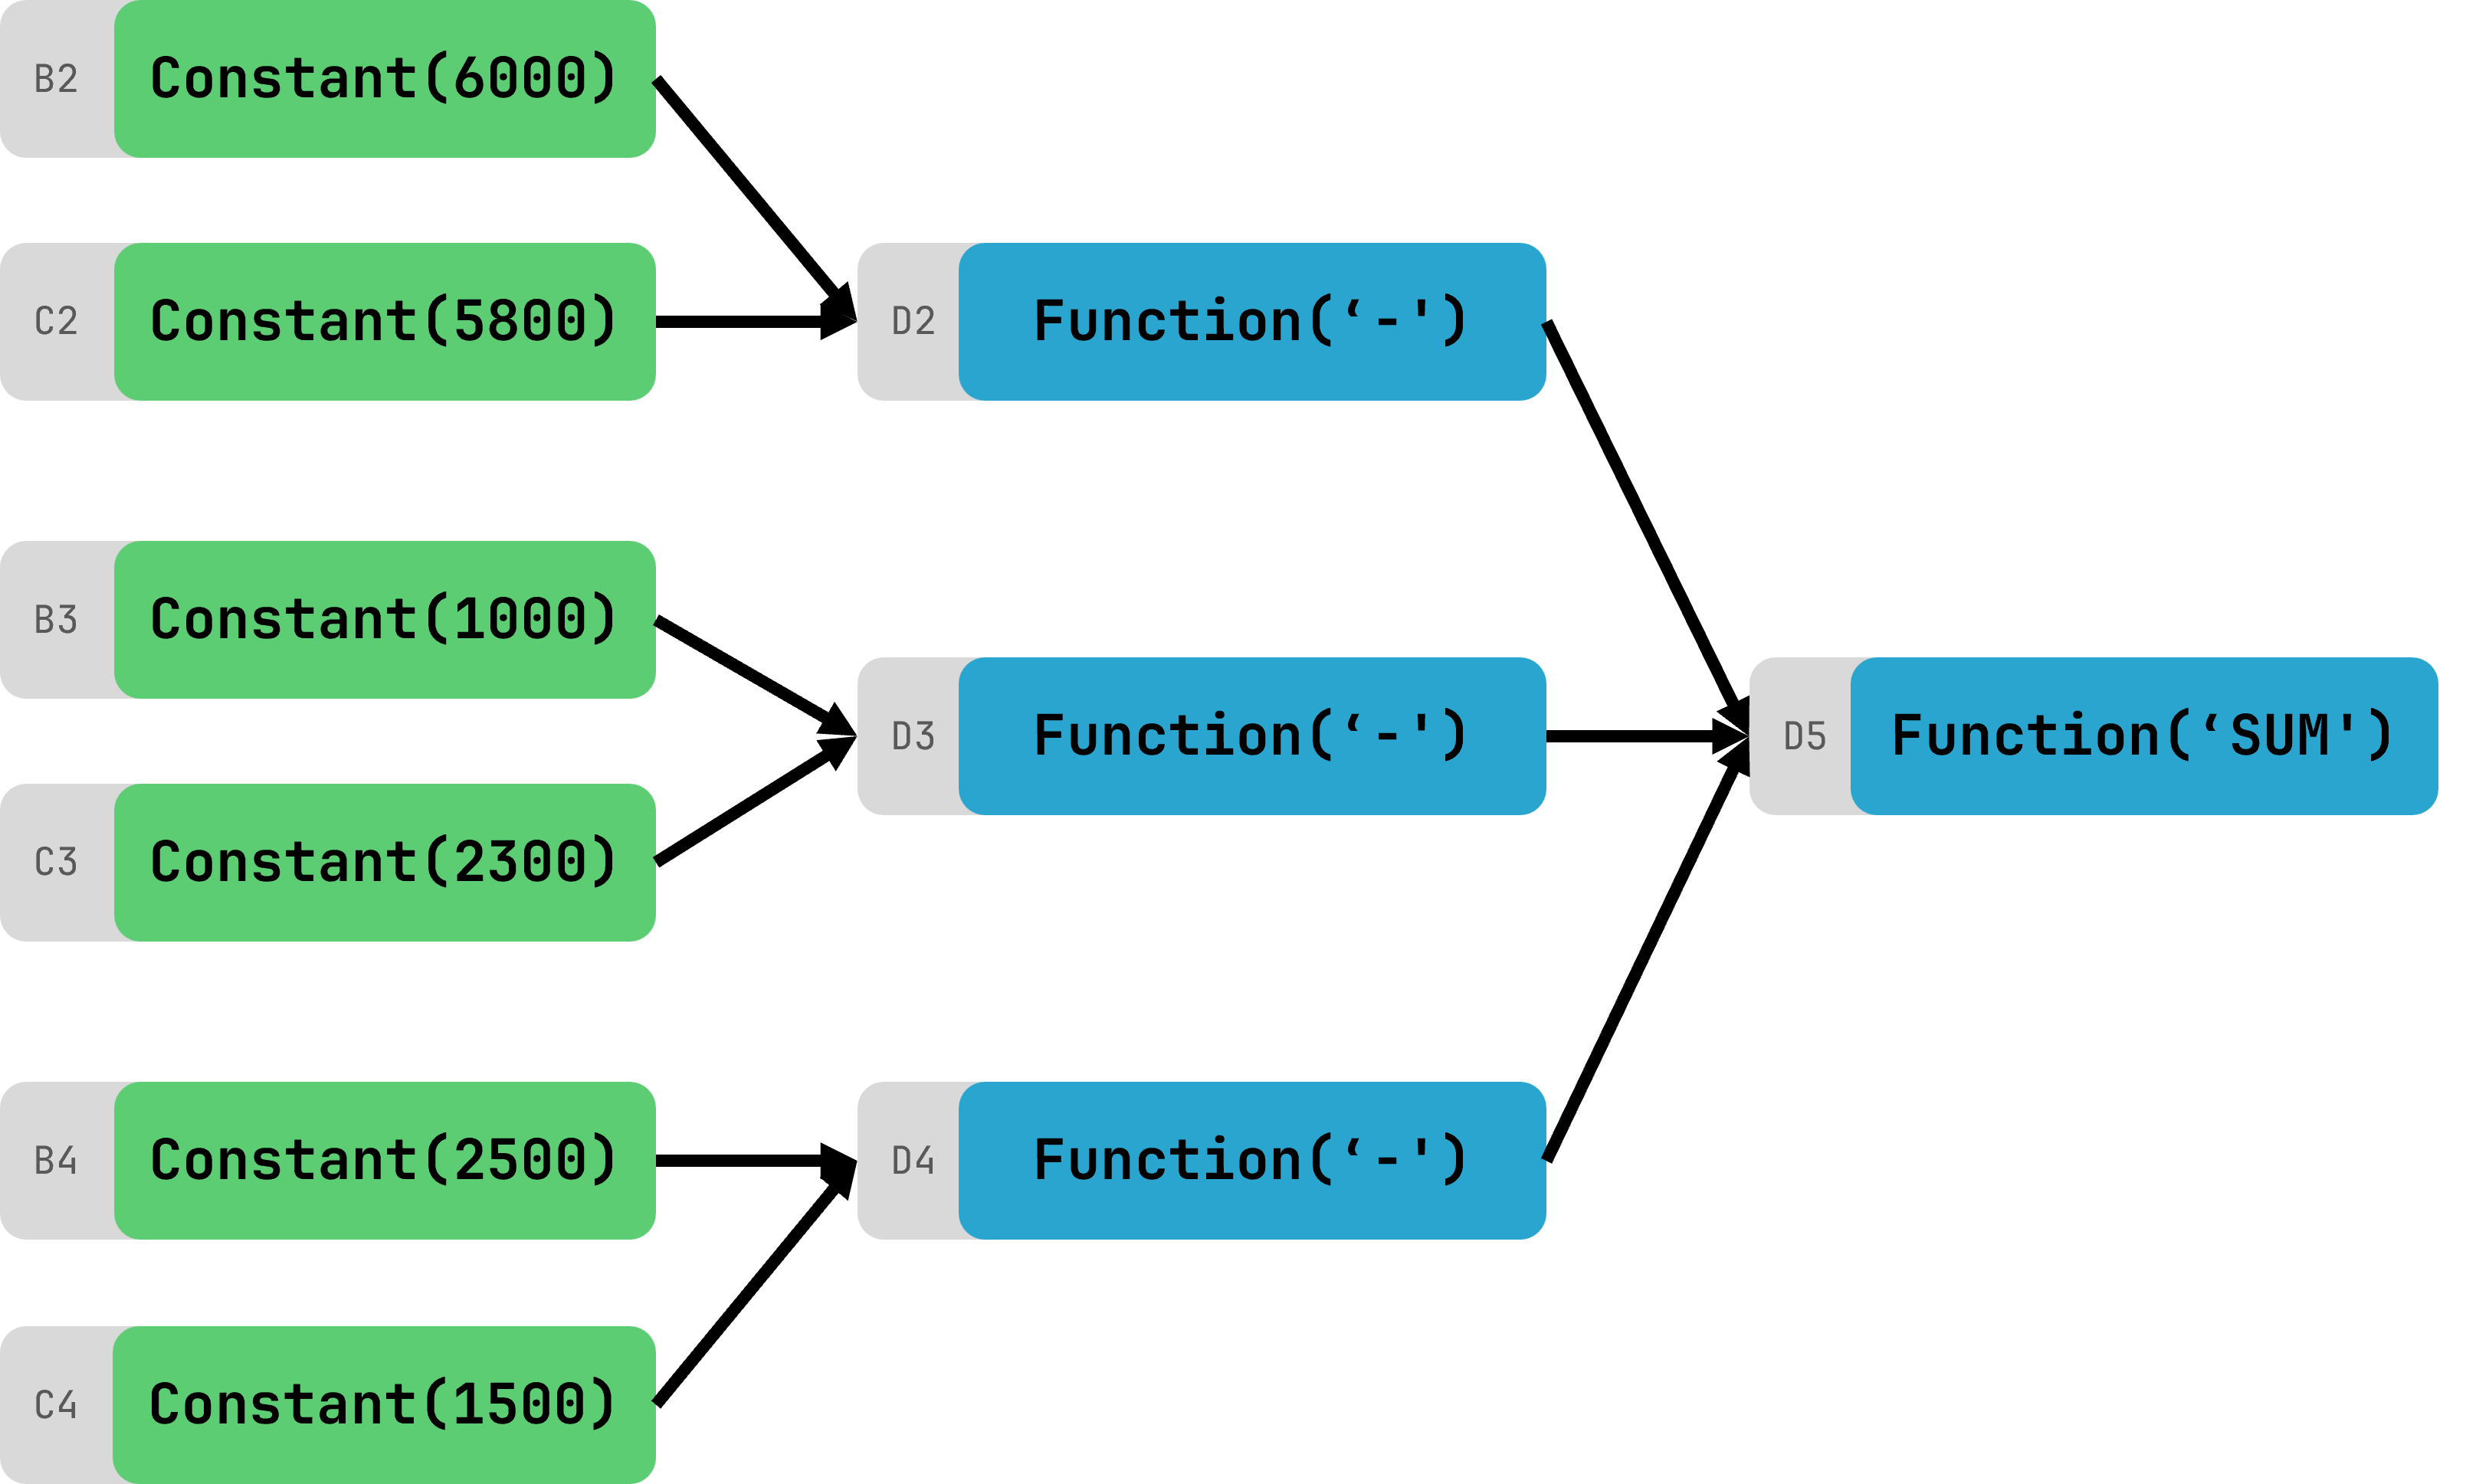 B2 Constant(6000)
C2 Constant(5800)
D2 Function(‘-')
B3 Constant(1000)
C3 Constant(2300)
D3 Function(‘-')
D5 Function(‘SUM')
B4 Constant(2500)
D4 Function(‘-')
C4 Constant(1500)